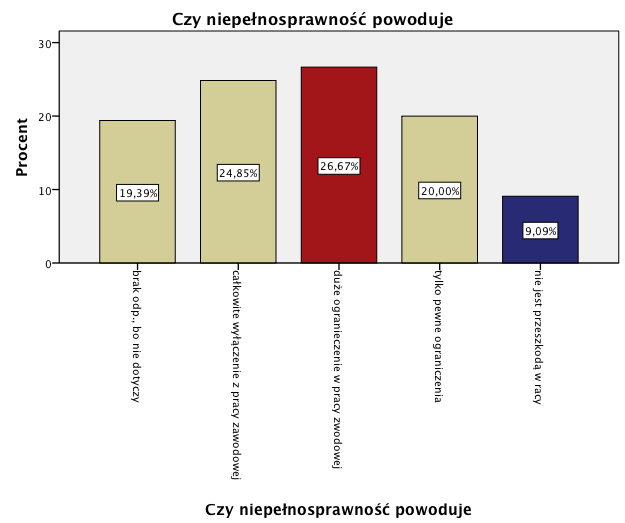 Czy niepełnosprawność powoduje
Procent
30
20
10
0
19,39%
24,85%
26,67%
20,00%
9,09%
brak odp., bo nie dotyczy
całkowite wyłączenie z pracy zawodowej
duże ogranieczenie w pracy zwodowej
tylko pewne ograniczenia
nie jest przeszkodą w racy
Czy niepełnosprawność powoduje